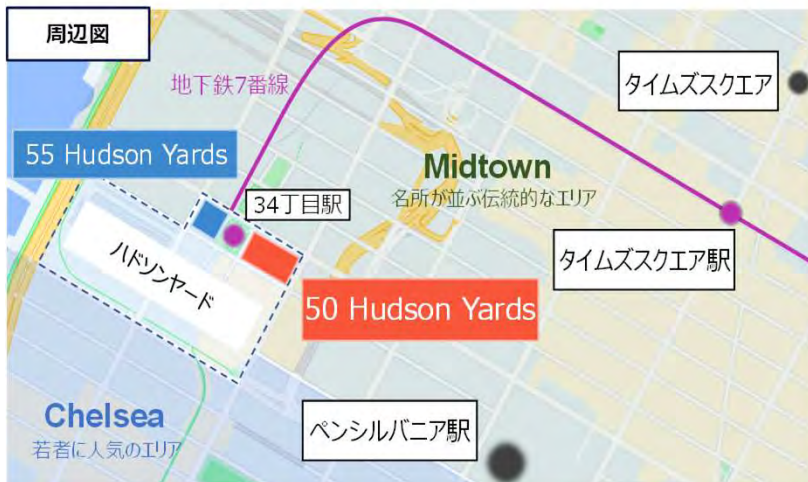 周辺図
タイムズスクエア
地下鉄7番線
55 Hudson Yards
Midtown
名所が並ぶ伝統的なエリア
34丁目駅
タイムズスクエア駅
ハドソンヤード
50 Hudson Yards
Chelsea
若者に人気のエリア
ペンシルバニア駅